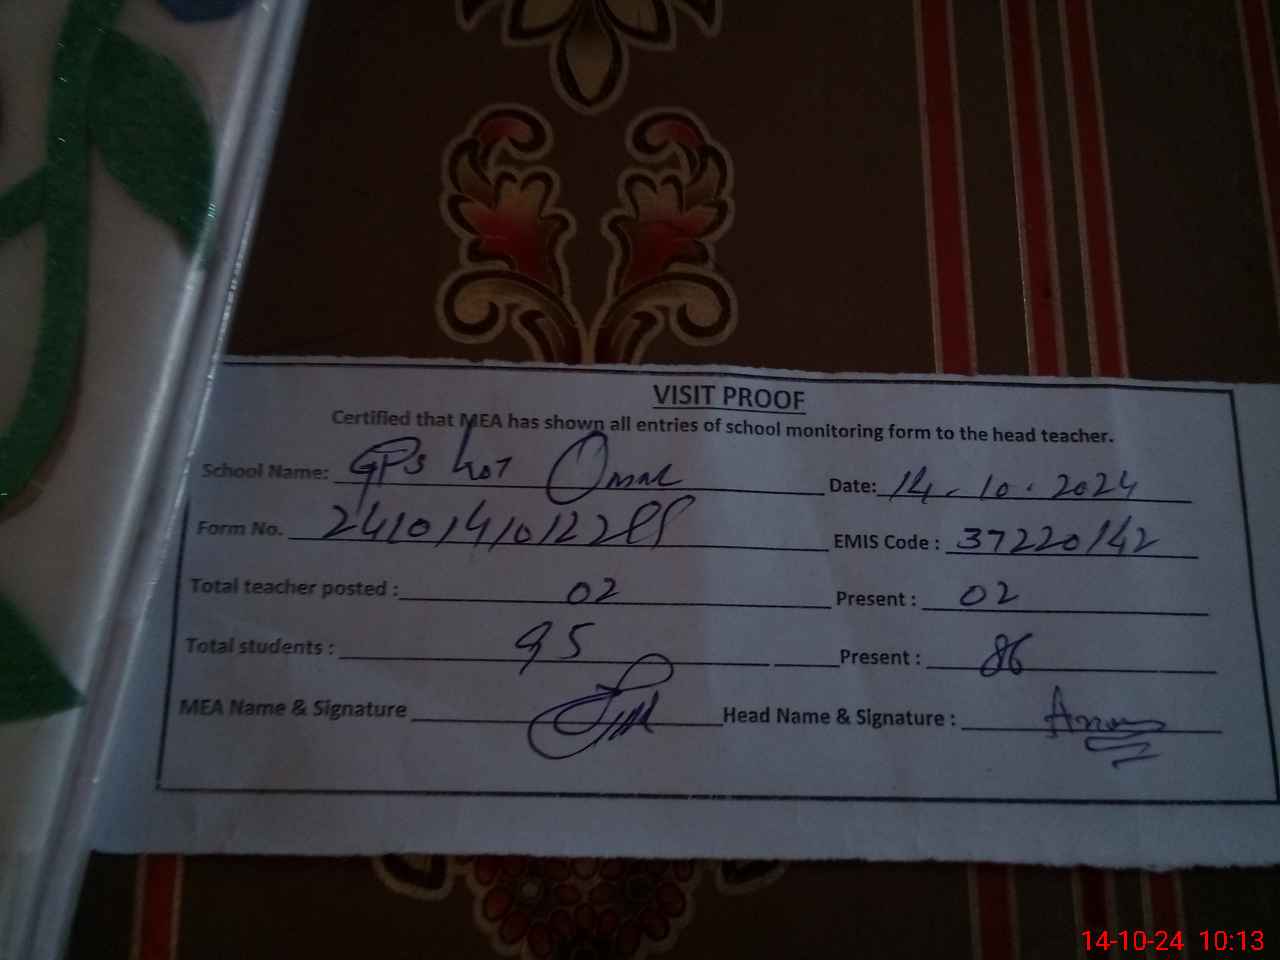 VISIT PROOF
Certified that MEA has shown all entries of school monitoring form to the head teacher.
School Name: GPS Kot Omar Date: 14-10-2024
Form No. EMIS Code : 37220142
Total teacher posted : 02 Present : 02
Total students : 95 Present : 86
MEA Name & Signature Head Name & Signature :
14-10-24 10:13